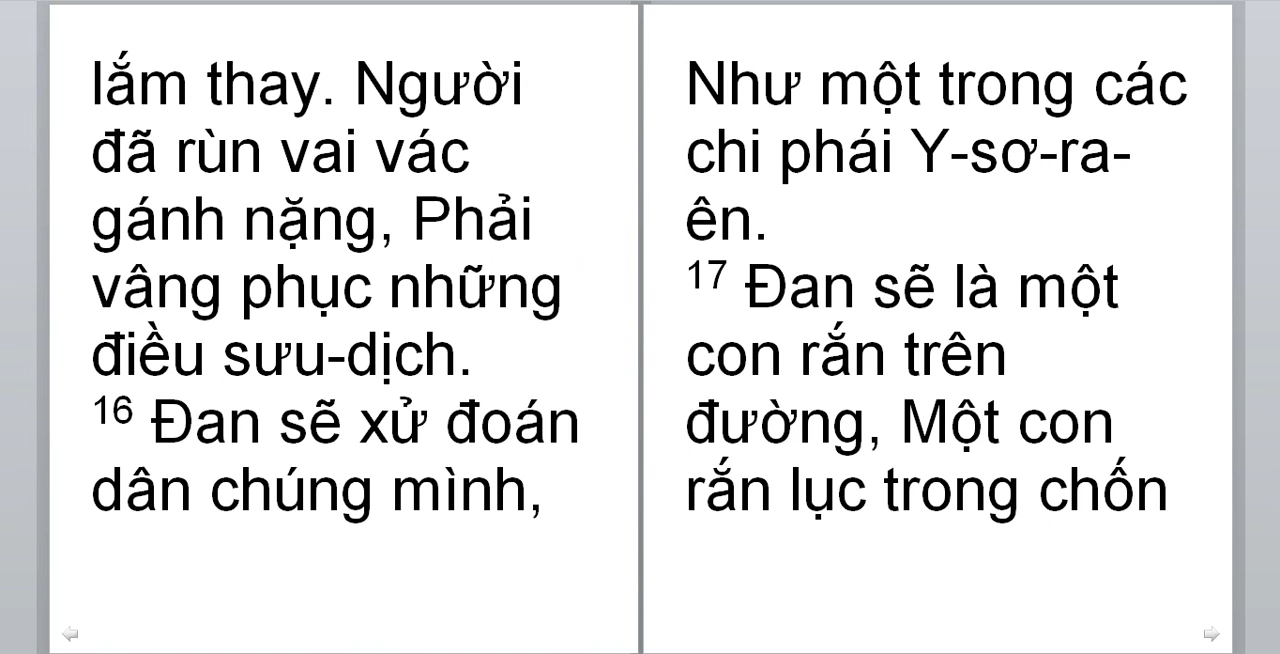 lắm thay. Người
đã rùn vai vác
gánh nặng, Phải
vâng phục những
điều sưu-dịch.
16 Đan sẽ xử đoán
dân chúng mình,
Như một trong các
chi phái Y-sơ-ra-
ên.
17 Đan sẽ là một
con rắn trên
đường, Một con
rắn lục trong chốn